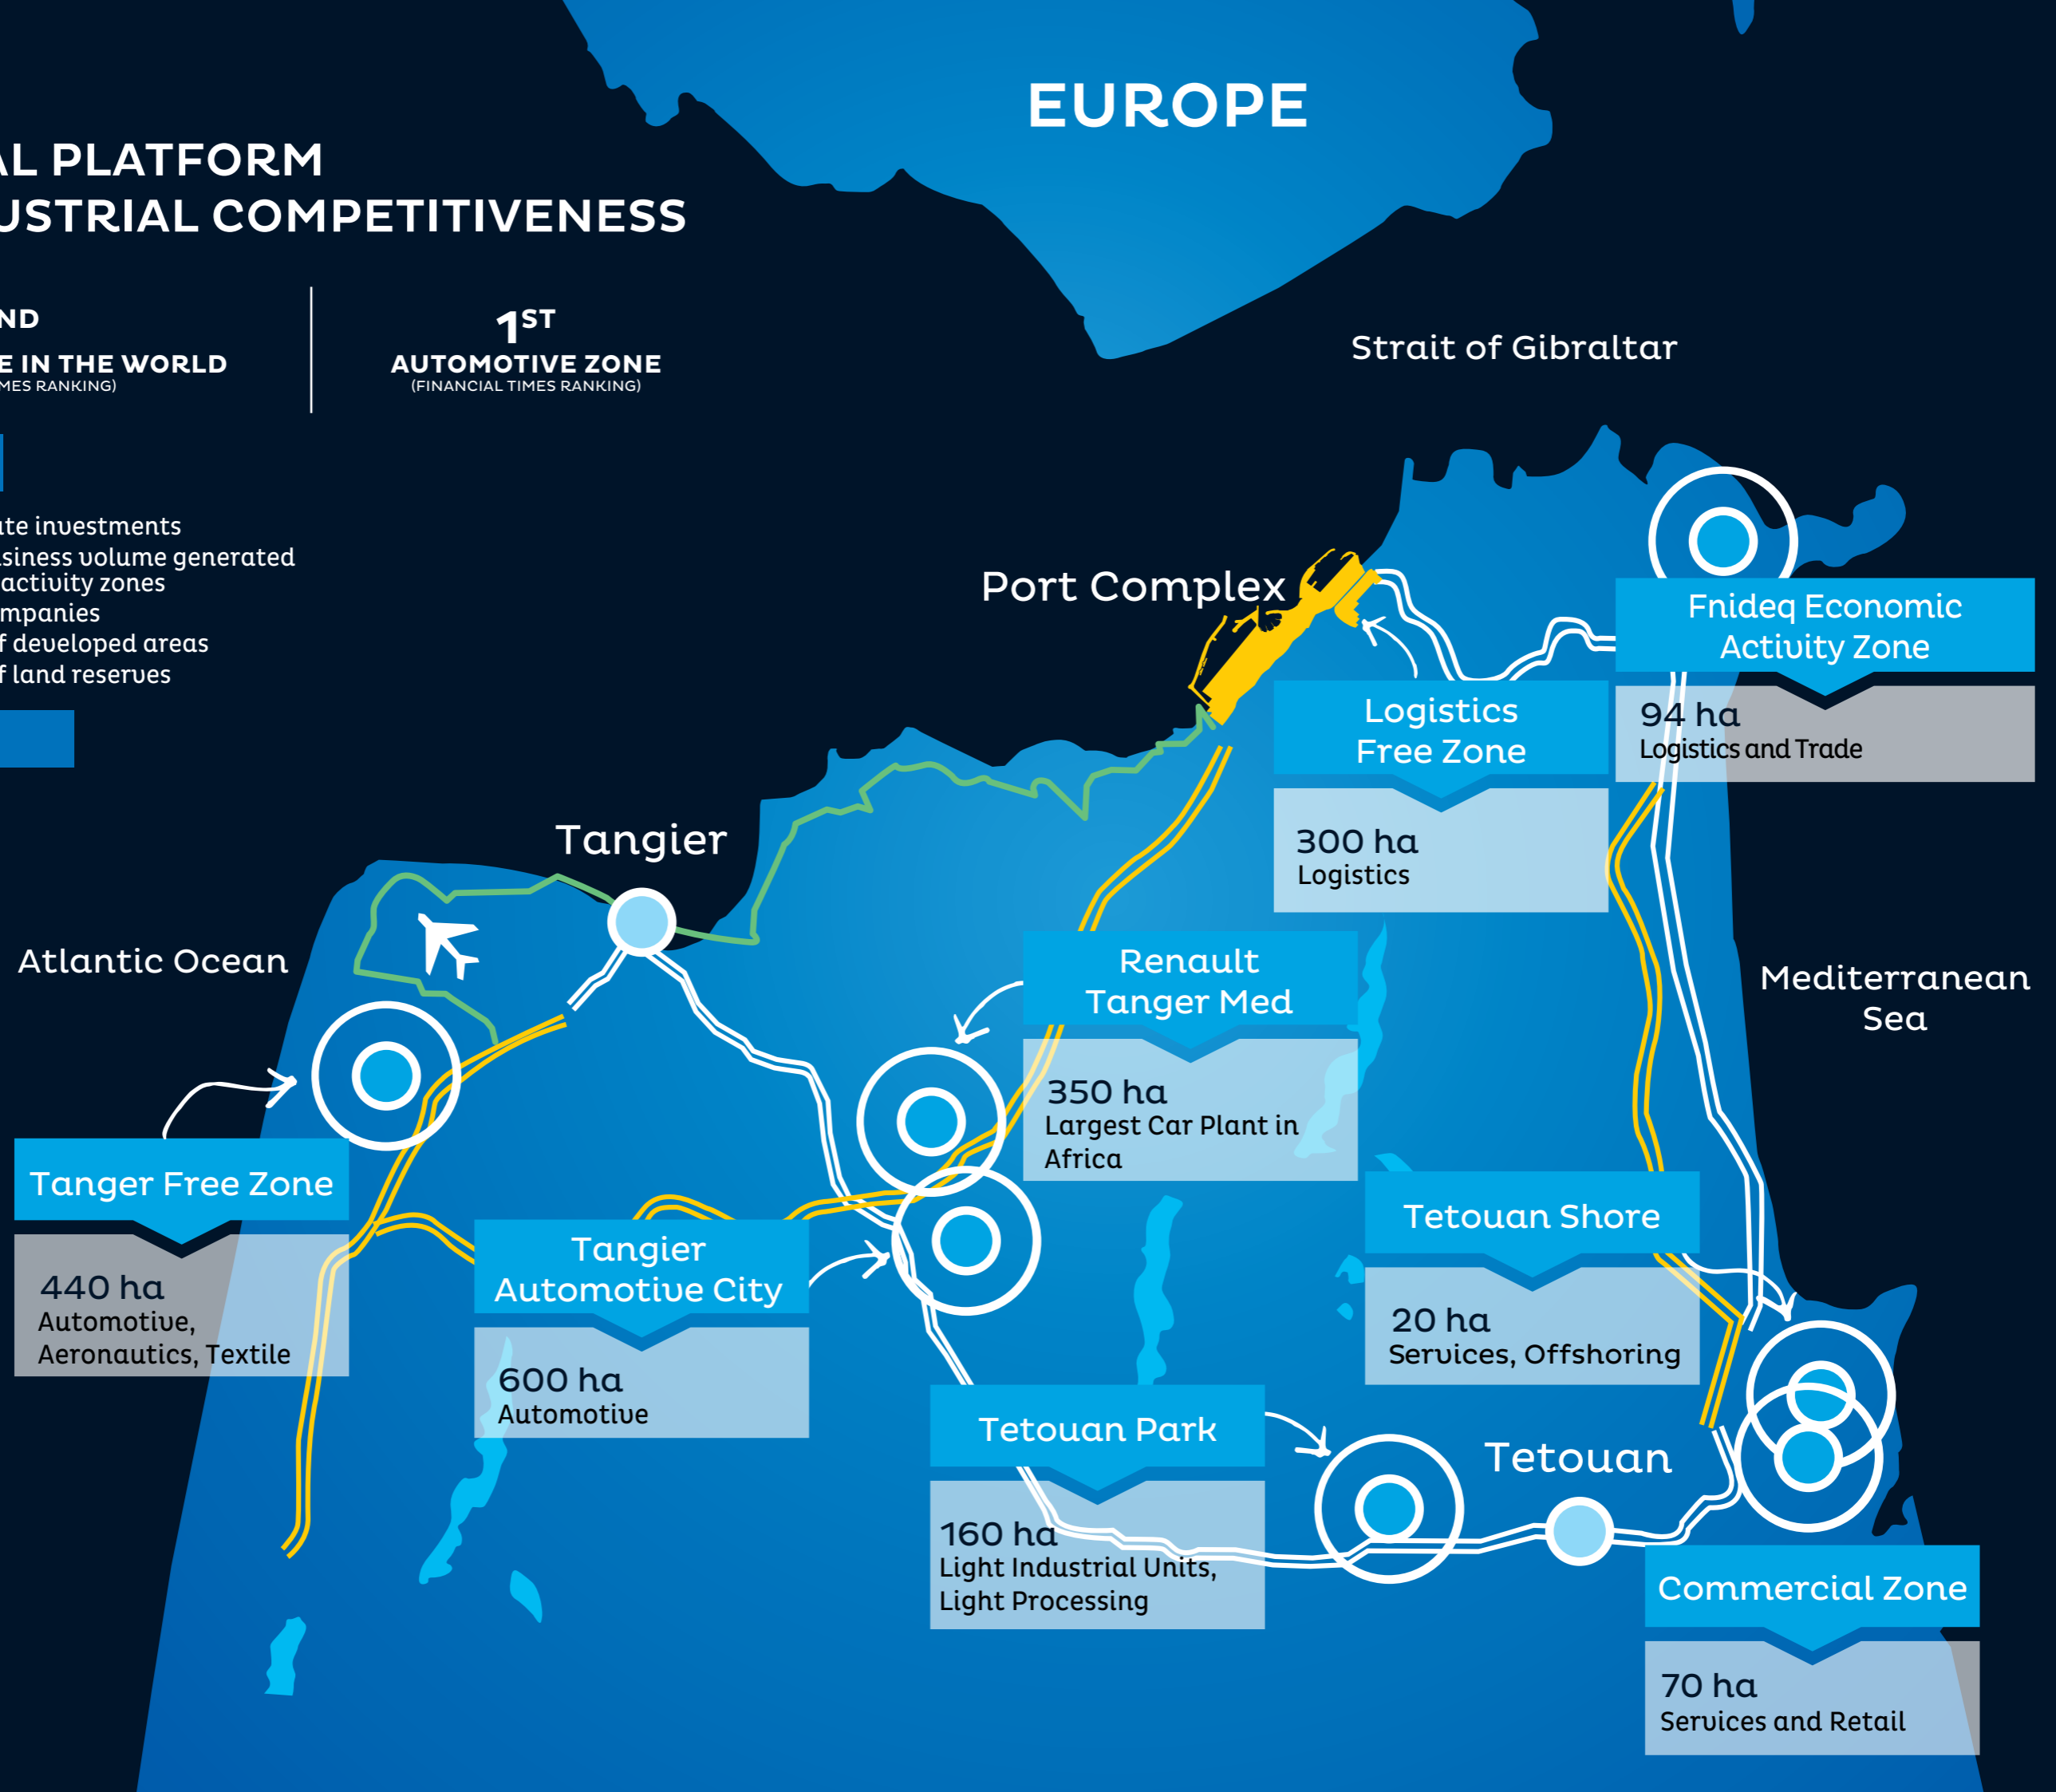 EUROPE
AL PLATFORM
USTRIAL COMPETITIVENESS
ND
E IN THE WORLD
MES RANKING)
1ST
AUTOMOTIVE ZONE
(FINANCIAL TIMES RANKING)
Strait of Gibraltar
ate investments
usiness volume generated
activity zones
mpanies
f developed areas
f land reserves
Port Complex
Fnideq Economic
Activity Zone
94 ha
Logistics and Trade
Logistics
Free Zone
300 ha
Logistics
Tangier
Atlantic Ocean
Renault
Tanger Med
350 ha
Largest Car Plant in
Africa
Mediterranean
Sea
Tanger Free Zone
440 ha
Automotive,
Aeronautics, Textile
Tangier
Automotive City
600 ha
Automotive
Tetouan Shore
20 ha
Services, Offshoring
Tetouan Park
160 ha
Light Industrial Units,
Light Processing
Tetouan
Commercial Zone
70 ha
Services and Retail